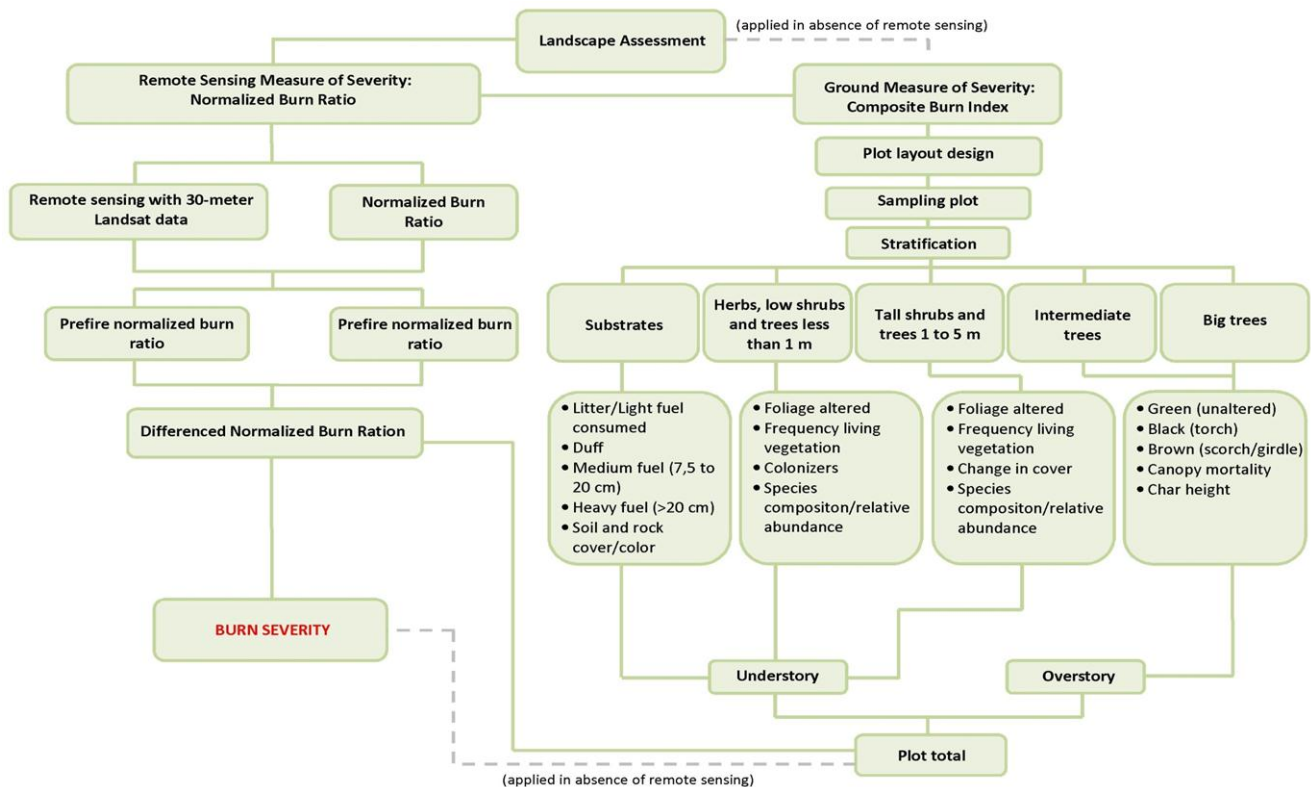 (applied in absence of remote sensing)
Landscape Assessment
Remote Sensing Measure of Severity:
Normalized Burn Ratio
Ground Measure of Severity:
Composite Burn Index
Plot layout design
Remote sensing with 30-meter
Landsat data
Normalized Burn
Ratio
Sampling plot
Stratification
Prefire normalized burn
ratio
Prefire normalized burn
ratio
Substrates
Herbs, low shrubs
and trees less
than 1 m
Tall shrubs and
trees 1 to 5 m
Intermediate
trees
Big trees
Differenced Normalized Burn Ration
• Litter/Light fuel
consumed
• Duff
• Medium fuel (7,5 to
20 cm)
• Heavy fuel (>20 cm)
• Soil and rock
cover/color
• Foliage altered
• Frequency living
vegetation
• Colonizers
• Species
compositon/relative
abundance
• Foliage altered
• Frequency living
vegetation
• Change in cover
• Species
compositon/relative
abundance
• Green (unaltered)
• Black (torch)
• Brown (scorch/girdle)
• Canopy mortality
• Char height
BURN SEVERITY
Understory
Overstory
Plot total
(applied in absence of remote sensing)